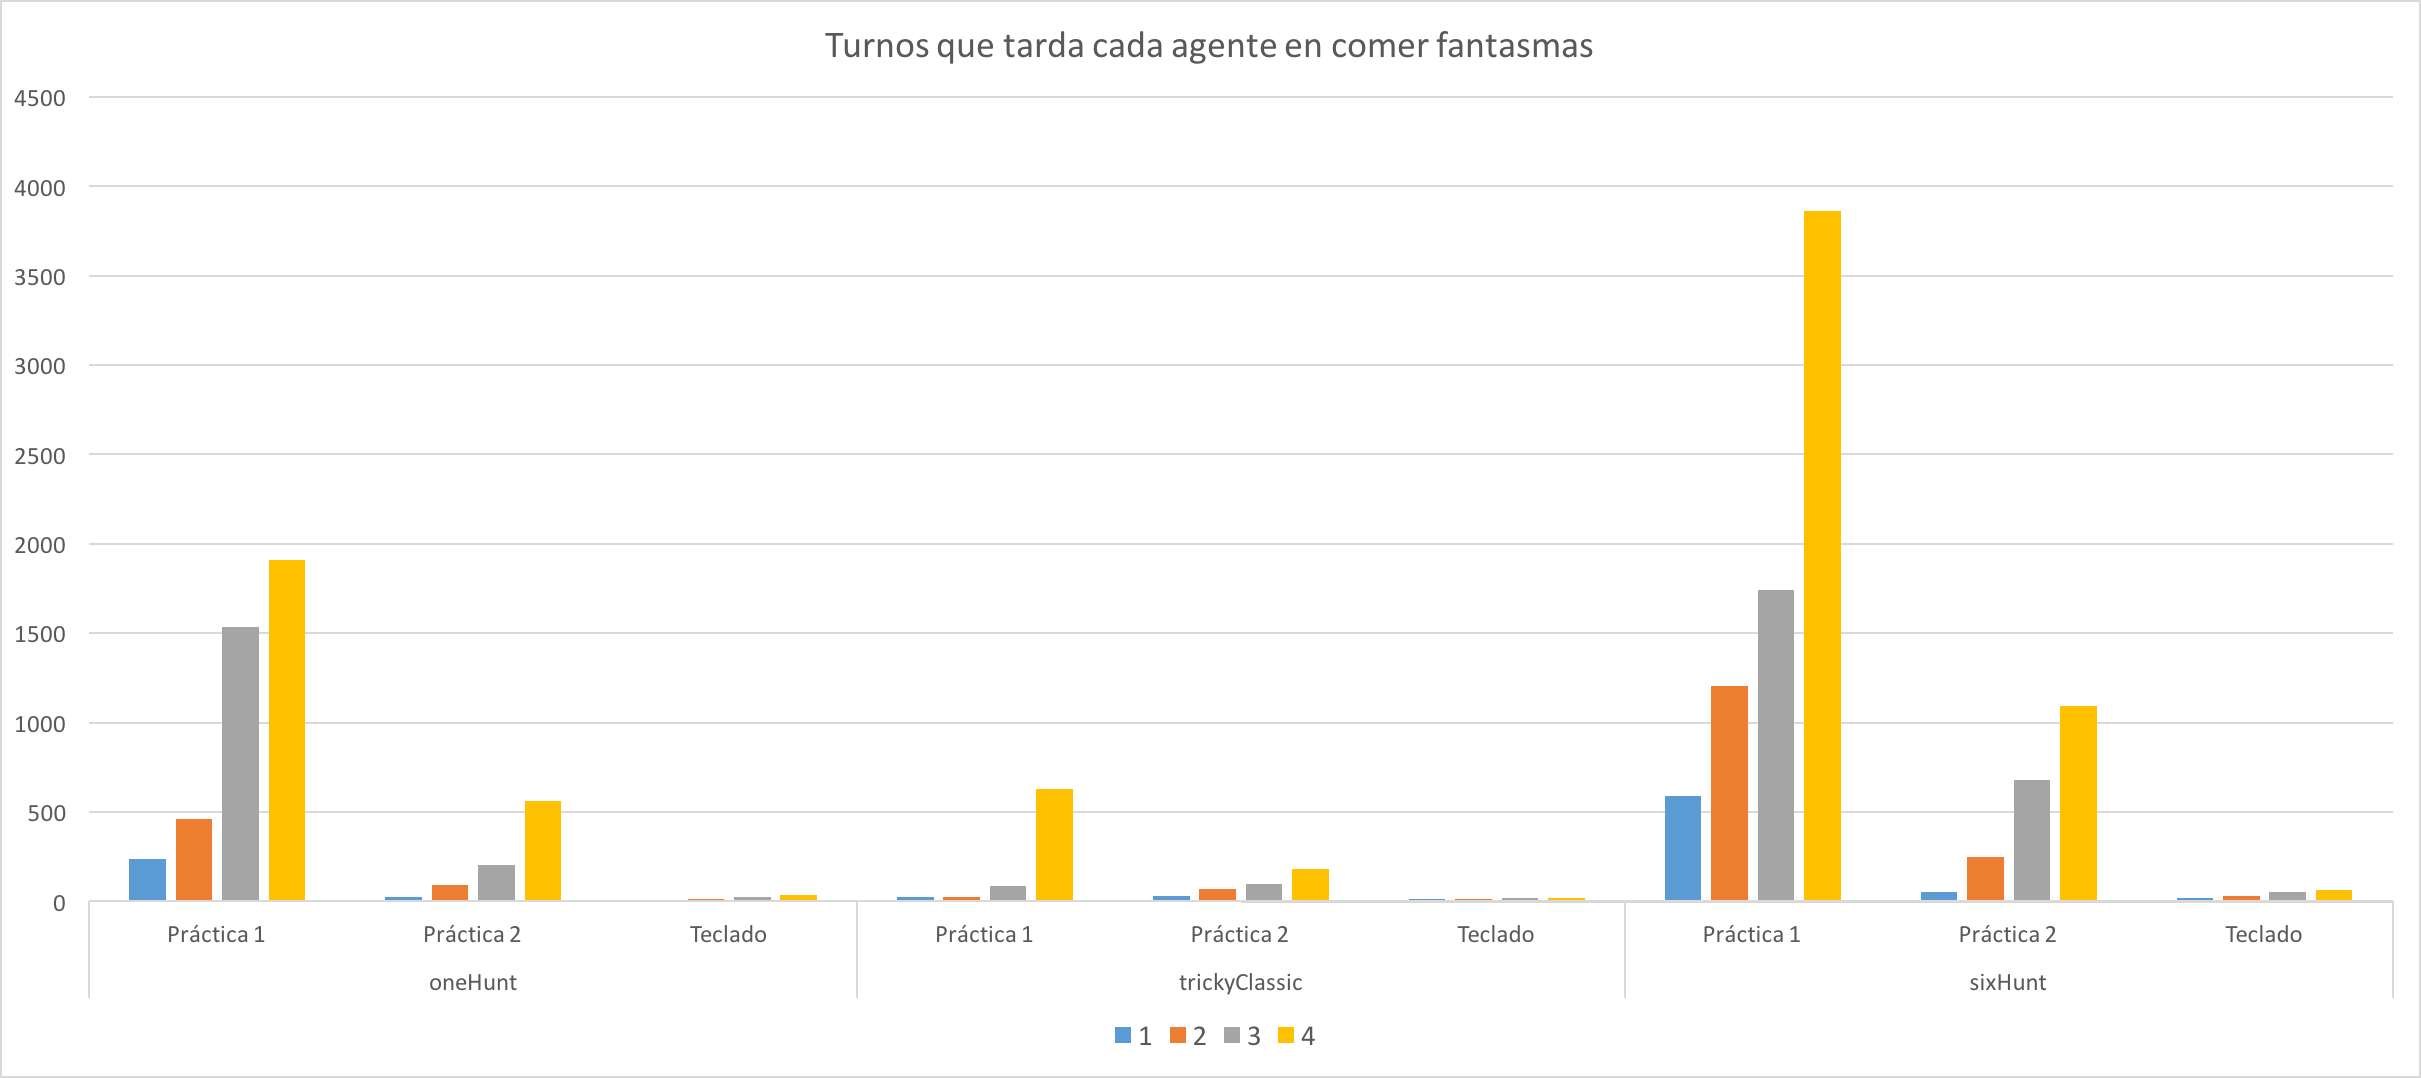 Turnos que tarda cada agente en comer fantasmas
4500
4000
3500
3000
2500
2000
1500
1000
500
0
Práctica 1 Práctica 2 Teclado Práctica 1 Práctica 2 Teclado Práctica 1 Práctica 2 Teclado
oneHunt trickyClassic sixHunt
1 2 3 4